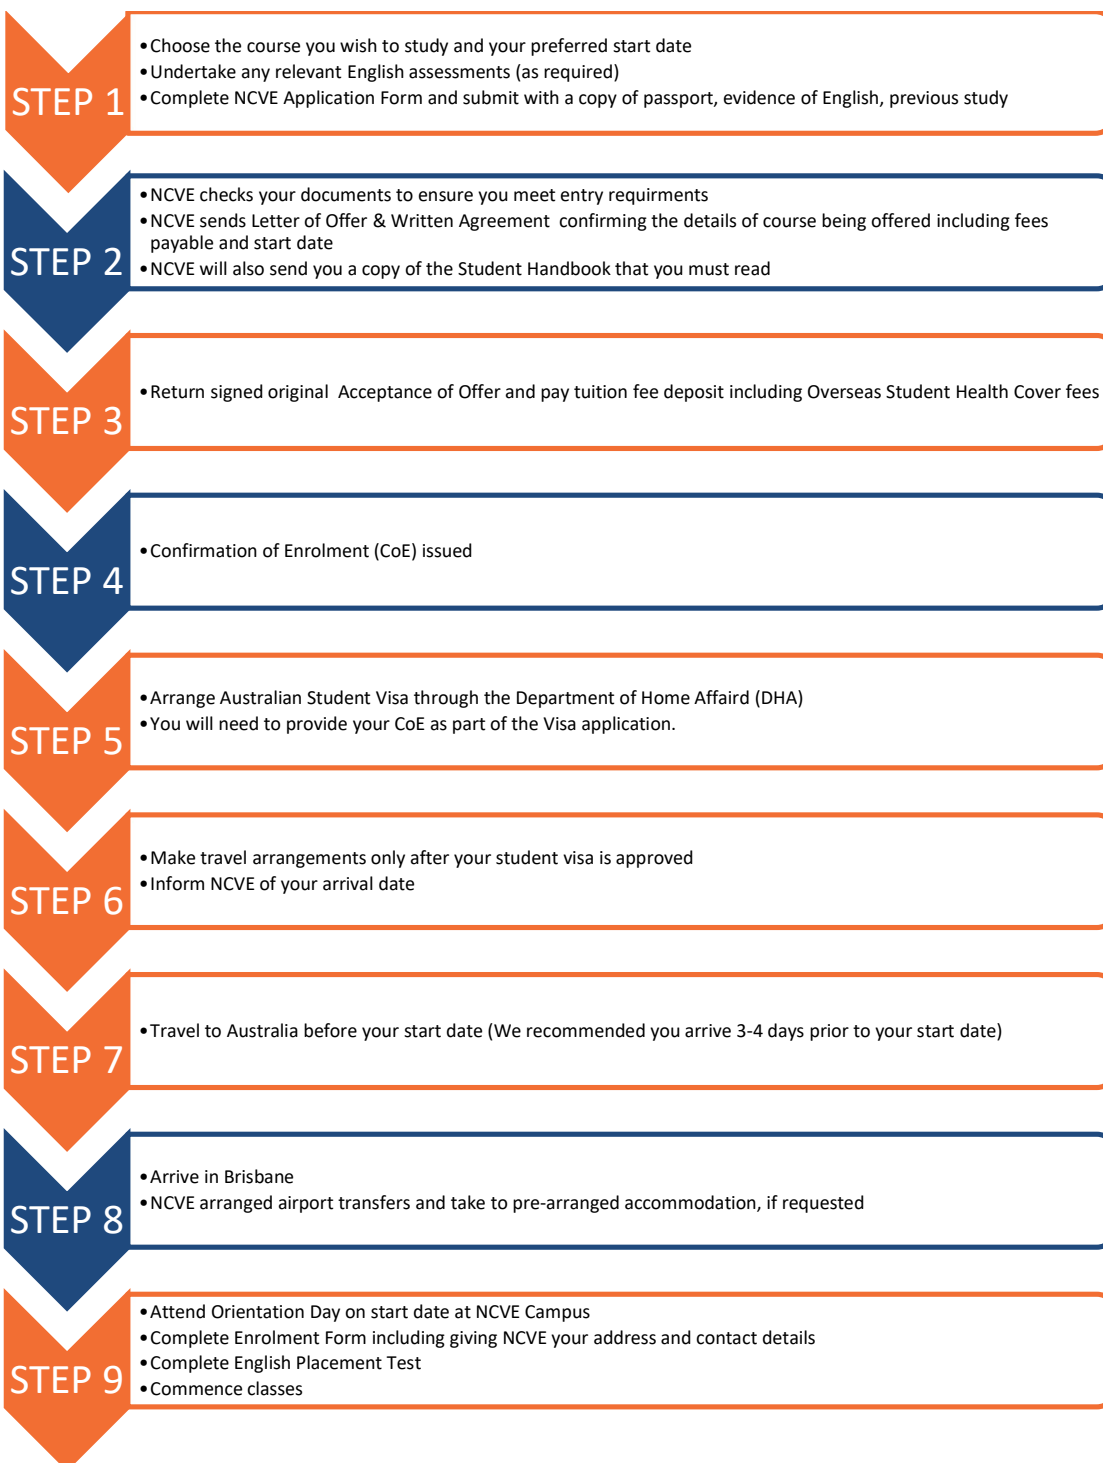 STEP 1
•Choose the course you wish to study and your preferred start date
•Undertake any relevant English assessments (as required)
•Complete NCVE Application Form and submit with a copy of passport, evidence of English, previous study
STEP 2
•NCVE checks your documents to ensure you meet entry requirments
•NCVE sends Letter of Offer & Written Agreement  confirming the details of course being offered including fees
payable and start date
•NCVE will also send you a copy of the Student Handbook that you must read
STEP 3
•Return signed original  Acceptance of Offer and pay tuition fee deposit including Overseas Student Health Cover fees
STEP 4
•Confirmation of Enrolment (CoE) issued
STEP 5
•Arrange Australian Student Visa through the Department of Home Affaird (DHA)
•You will need to provide your CoE as part of the Visa application.
STEP 6
•Make travel arrangements only after your student visa is approved
•Inform NCVE of your arrival date
STEP 7
•Travel to Australia before your start date (We recommended you arrive 3-4 days prior to your start date)
STEP 8
•Arrive in Brisbane
•NCVE arranged airport transfers and take to pre-arranged accommodation, if requested
STEP 9
•Attend Orientation Day on start date at NCVE Campus
•Complete Enrolment Form including giving NCVE your address and contact details
•Complete English Placement Test
•Commence classes